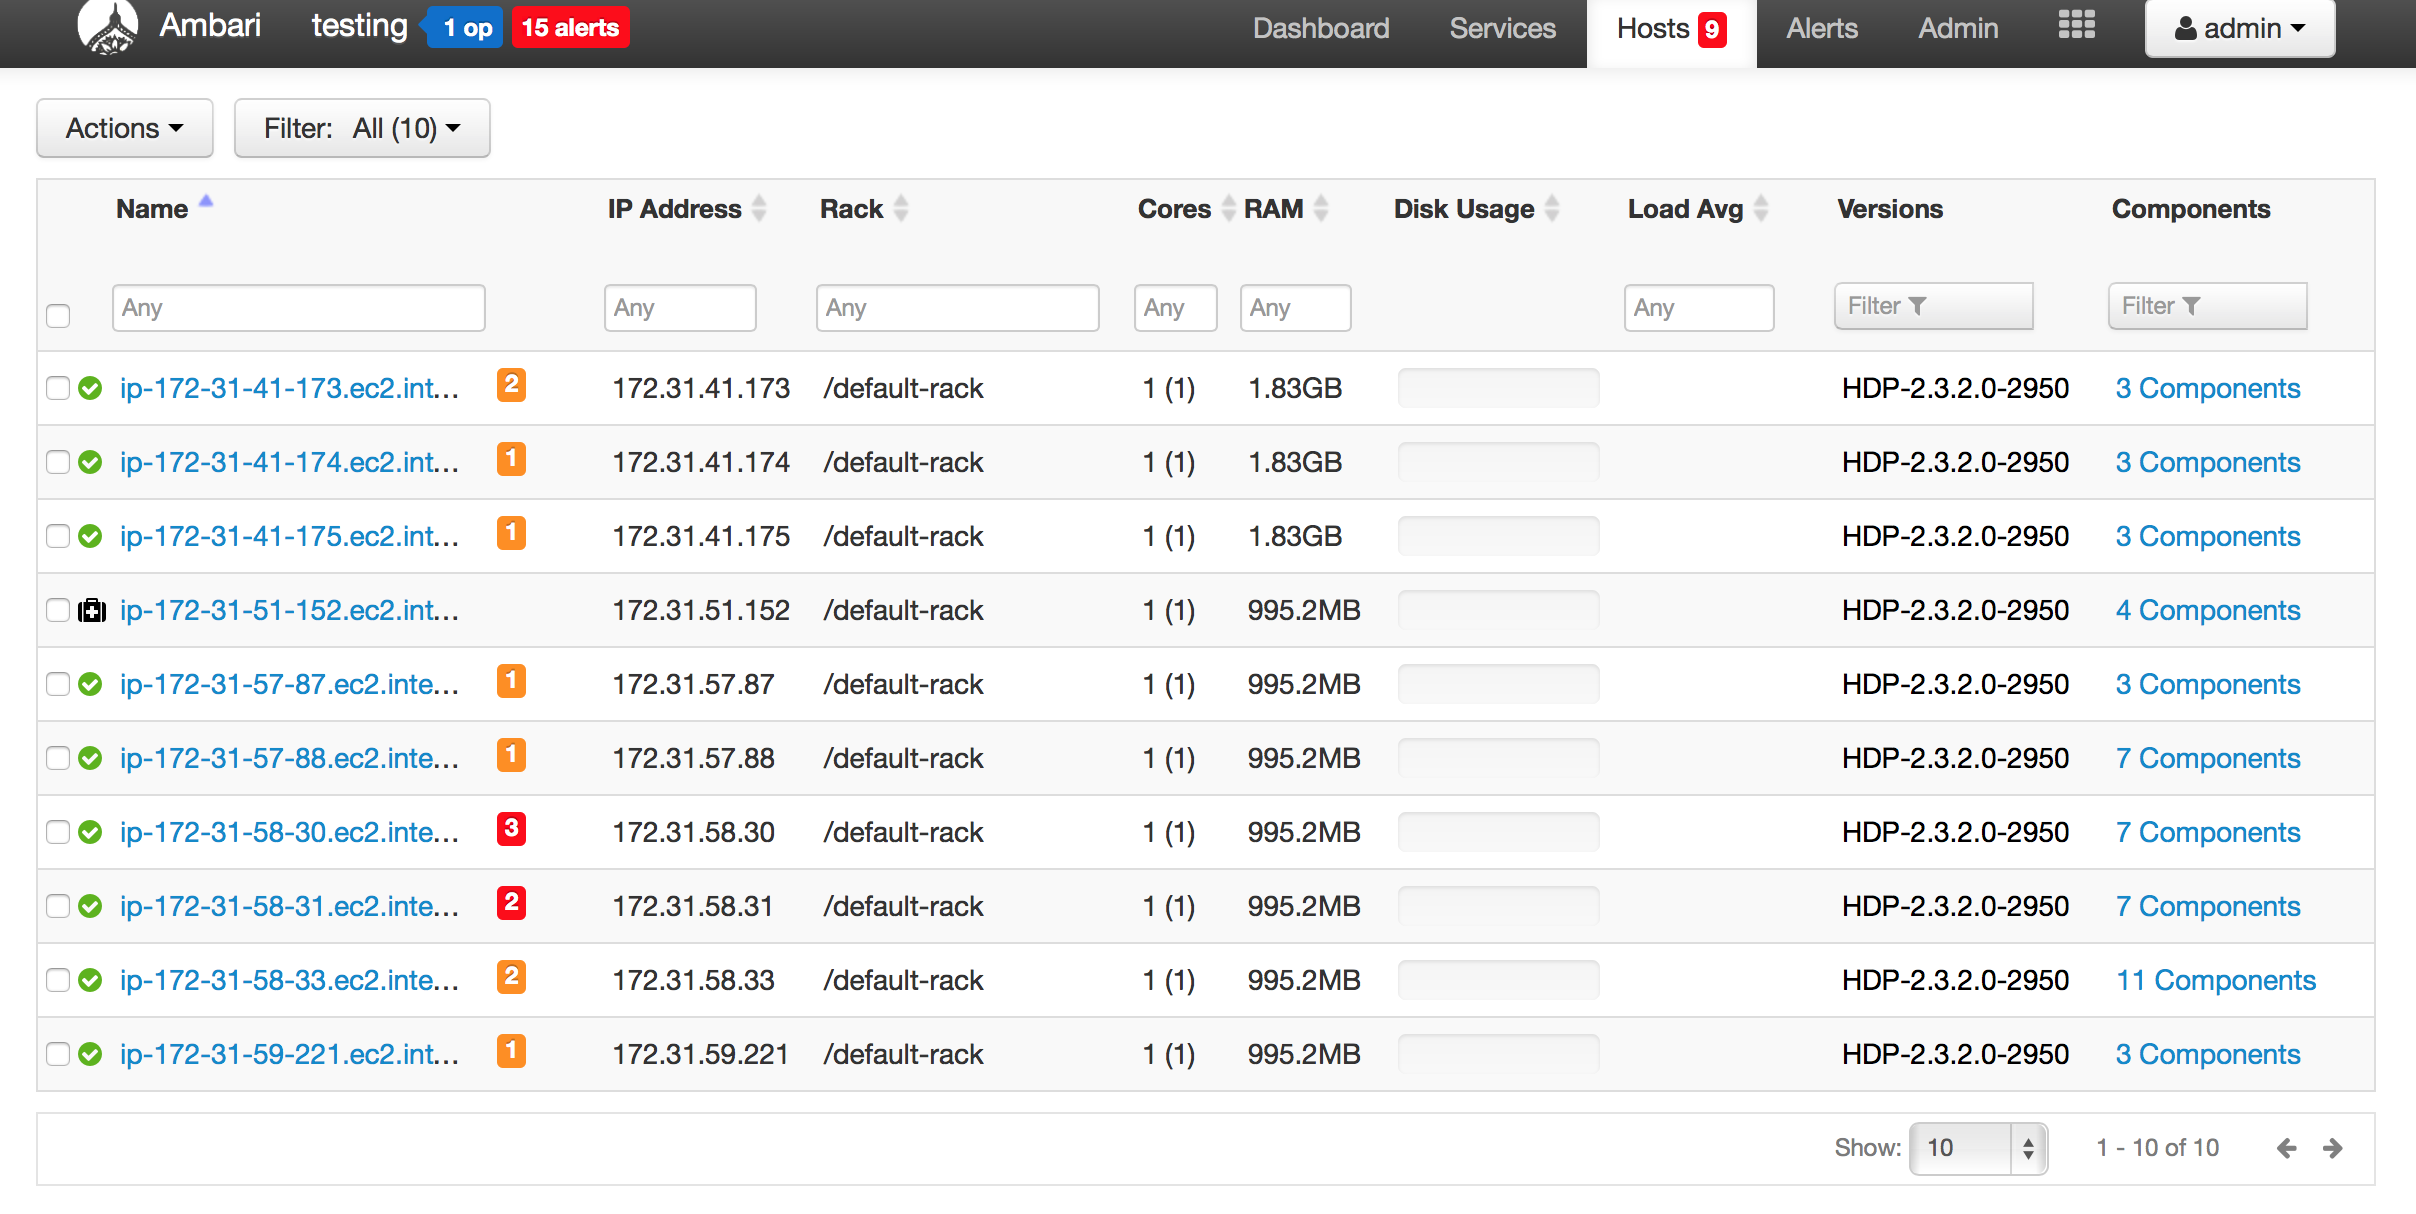 Ambari testing 1 op 15 alerts Dashboard Services Hosts 9 Alerts Admin admin
Actions Filter: All (10)
Name IP Address Rack Cores RAM Disk Usage Load Avg Versions Components
Any Any Any Any Any Any Filter Filter
ip-172-31-41-173.ec2.int... 2 172.31.41.173 /default-rack 1 (1) 1.83GB HDP-2.3.2.0-2950 3 Components
ip-172-31-41-174.ec2.int... 1 172.31.41.174 /default-rack 1 (1) 1.83GB HDP-2.3.2.0-2950 3 Components
ip-172-31-41-175.ec2.int... 1 172.31.41.175 /default-rack 1 (1) 1.83GB HDP-2.3.2.0-2950 3 Components
ip-172-31-51-152.ec2.int... 172.31.51.152 /default-rack 1 (1) 995.2MB HDP-2.3.2.0-2950 4 Components
ip-172-31-57-87.ec2.inte... 1 172.31.57.87 /default-rack 1 (1) 995.2MB HDP-2.3.2.0-2950 3 Components
ip-172-31-57-88.ec2.inte... 1 172.31.57.88 /default-rack 1 (1) 995.2MB HDP-2.3.2.0-2950 7 Components
ip-172-31-58-30.ec2.inte... 3 172.31.58.30 /default-rack 1 (1) 995.2MB HDP-2.3.2.0-2950 7 Components
ip-172-31-58-31.ec2.inte... 2 172.31.58.31 /default-rack 1 (1) 995.2MB HDP-2.3.2.0-2950 7 Components
ip-172-31-58-33.ec2.inte... 2 172.31.58.33 /default-rack 1 (1) 995.2MB HDP-2.3.2.0-2950 11 Components
ip-172-31-59-221.ec2.int... 1 172.31.59.221 /default-rack 1 (1) 995.2MB HDP-2.3.2.0-2950 3 Components
Show: 10 1 - 10 of 10